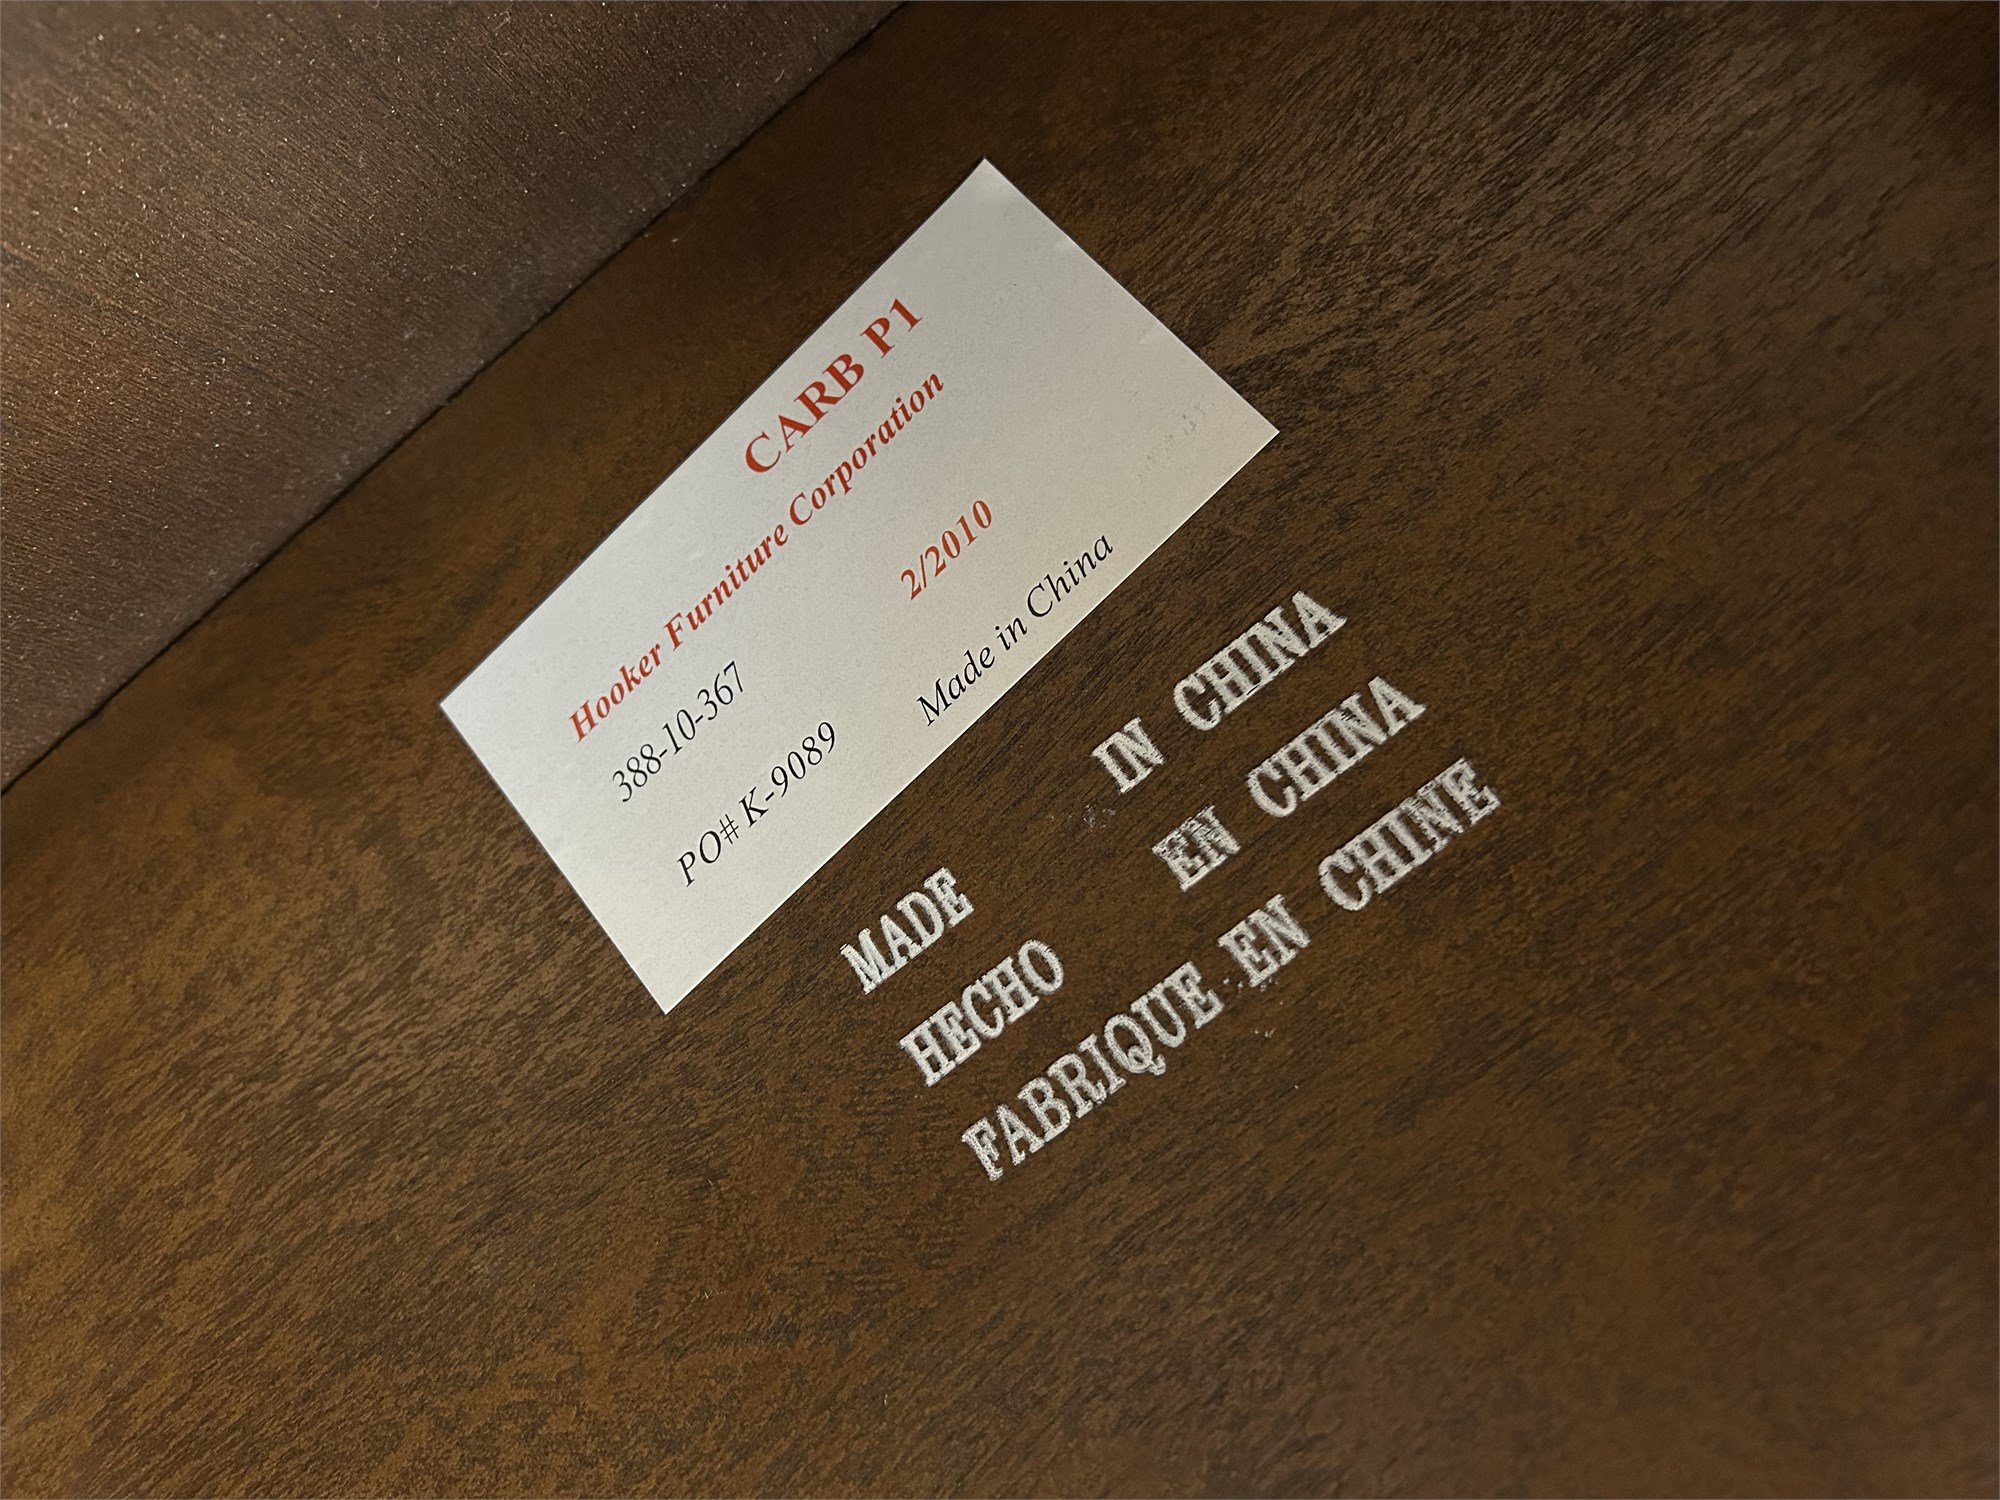 CARB P1
Hooker Furniture Corporation
388-10-367 2/2010
PO# K-9089 Made in China
MADE IN CHINA
HECHO EN CHINA
FABRIQUE EN CHINE